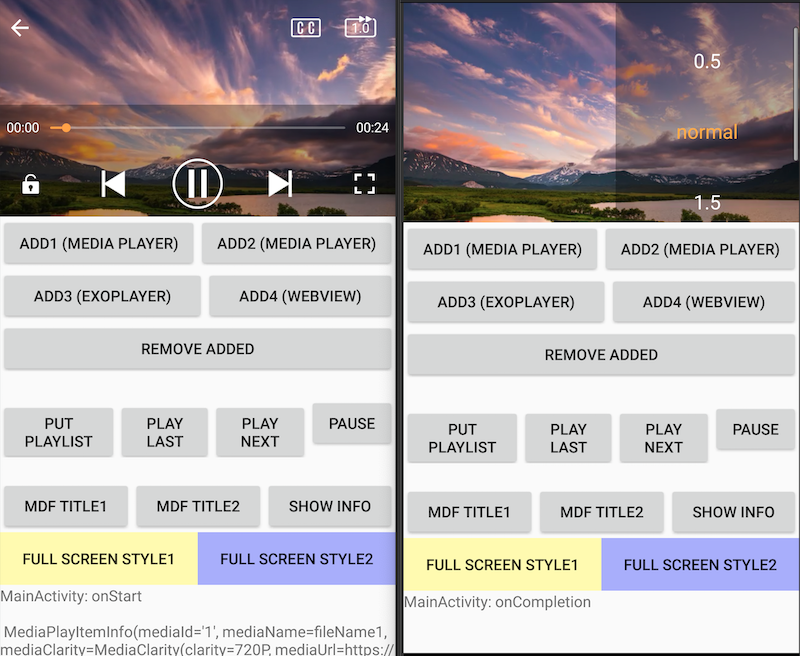 CC
1.0
00:00
00:24
ADD1 (MEDIA PLAYER)
ADD2 (MEDIA PLAYER)
ADD3 (EXOPLAYER)
ADD4 (WEBVIEW)
REMOVE ADDED
PUT
PLAYLIST
PLAY
LAST
PLAY
NEXT
PAUSE
MDF TITLE1
MDF TITLE2
SHOW INFO
FULL SCREEN STYLE1
FULL SCREEN STYLE2
MainActivity: onStart
MediaPlayItemInfo(mediaId='1', mediaName=fileName1,
mediaClarity=MediaClarity(clarity=720P, mediaUrl=https://
0.5
normal
1.5
ADD1 (MEDIA PLAYER)
ADD2 (MEDIA PLAYER)
ADD3 (EXOPLAYER)
ADD4 (WEBVIEW)
REMOVE ADDED
PUT
PLAYLIST
PLAY
LAST
PLAY
NEXT
PAUSE
MDF TITLE1
MDF TITLE2
SHOW INFO
FULL SCREEN STYLE1
FULL SCREEN STYLE2
MainActivity: onCompletion